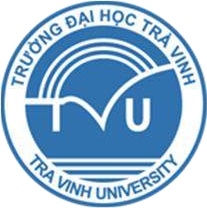 TRƯỜNG ĐẠI HỌC TRÀ VINH
TVU
TRA VINH UNIVERSITY